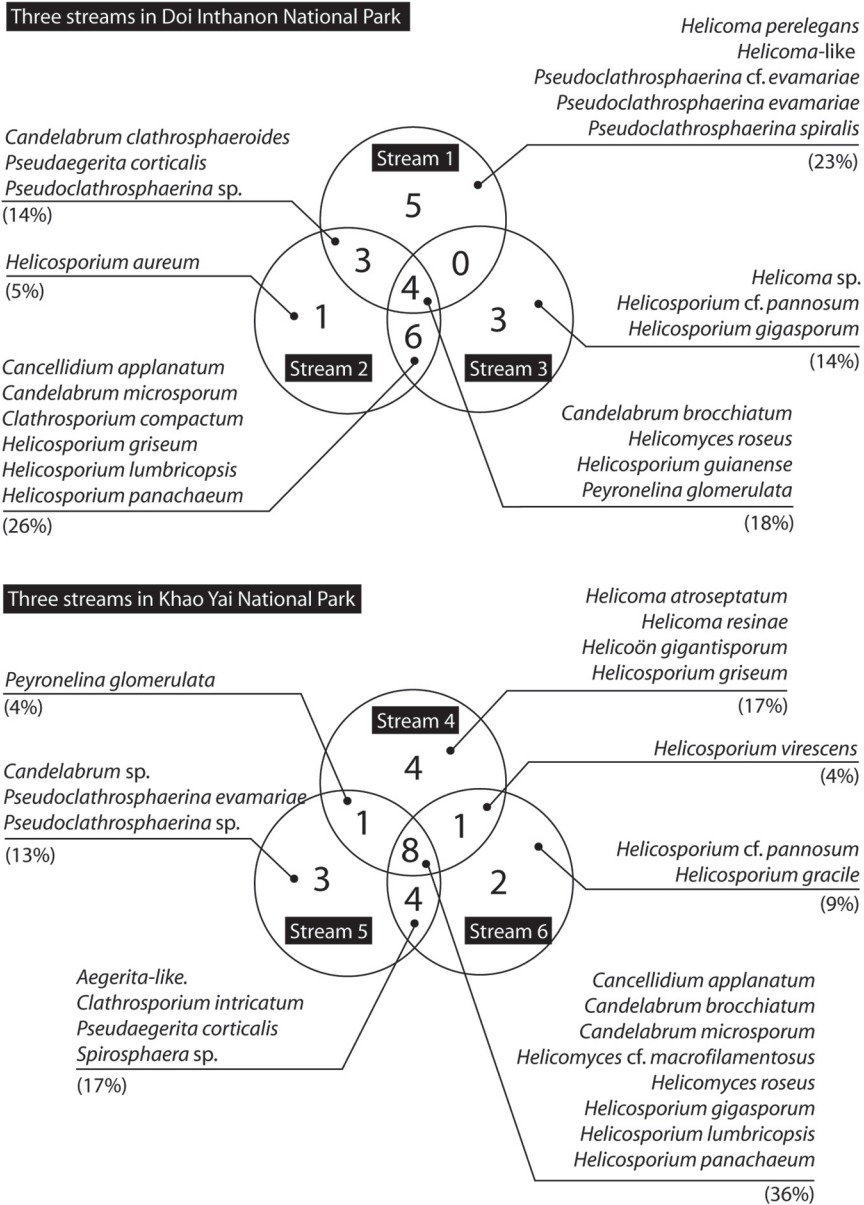 Three streams in Doi Inthanon National Park
Helicoma perelegans
Helicoma-like
Pseudoclathrosphaerina cf. evamariae
Pseudoclathrosphaerina evamariae
Pseudoclathrosphaerina spiralis
(23%)
Candelabrum clathrosphaeroides
Pseudaegerita corticalis
Pseudoclathrosphaerina sp.
(14%)
Stream 1
5
3
0
4
Helicosporium aureum
(5%)
1
6
3
Stream 2
Stream 3
Helicoma sp.
Helicosporium cf. pannosum
Helicosporium gigasporum
(14%)
Cancellidium applanatum
Candelabrum microsporum
Clathrosporium compactum
Helicosporium griseum
Helicosporium lumbricopsis
Helicosporium panachaeum
(26%)
Candelabrum brocchiatum
Helicomyces roseus
Helicosporium guianense
Peyronelina glomerulata
(18%)
Three streams in Khao Yai National Park
Helicoma atroseptatum
Helicoma resinae
Helicoön gigantisporum
Helicosporium griseum
(17%)
Peyronelina glomerulata
(4%)
Stream 4
4
Helicosporium virescens
(4%)
Candelabrum sp.
Pseudoclathrosphaerina evamariae
Pseudoclathrosphaerina sp.
(13%)
1
1
8
3
4
2
Stream 5
Stream 6
Helicosporium cf. pannosum
Helicosporium gracile
(9%)
Aegerita-like.
Clathrosporium intricatum
Pseudaegerita corticalis
Spirosphaera sp.
(17%)
Cancellidium applanatum
Candelabrum brocchiatum
Candelabrum microsporum
Helicomyces cf. macrofilamentosus
Helicomyces roseus
Helicosporium gigasporum
Helicosporium lumbricopsis
Helicosporium panachaeum
(36%)